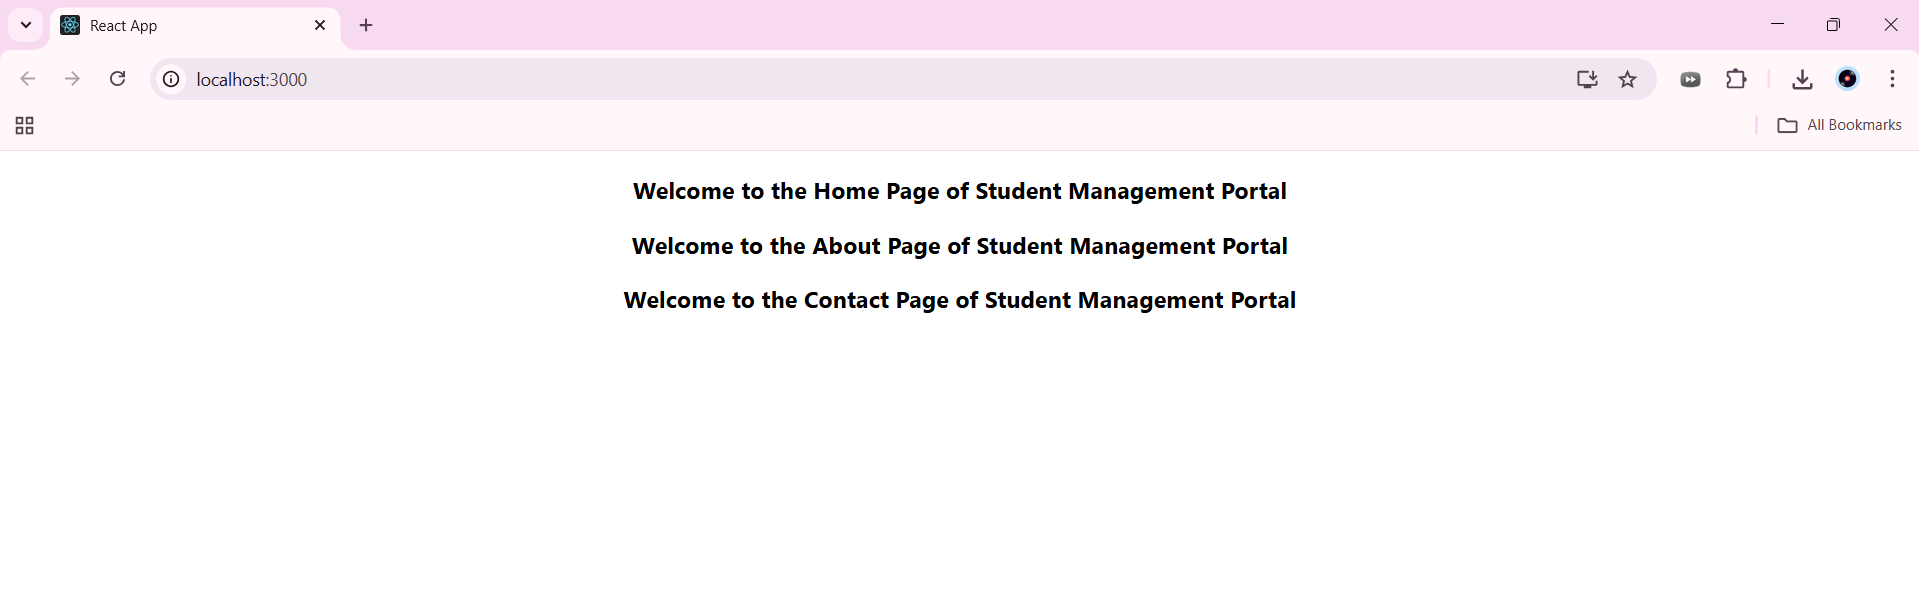 React App
localhost:3000
All Bookmarks
Welcome to the Home Page of Student Management Portal
Welcome to the About Page of Student Management Portal
Welcome to the Contact Page of Student Management Portal